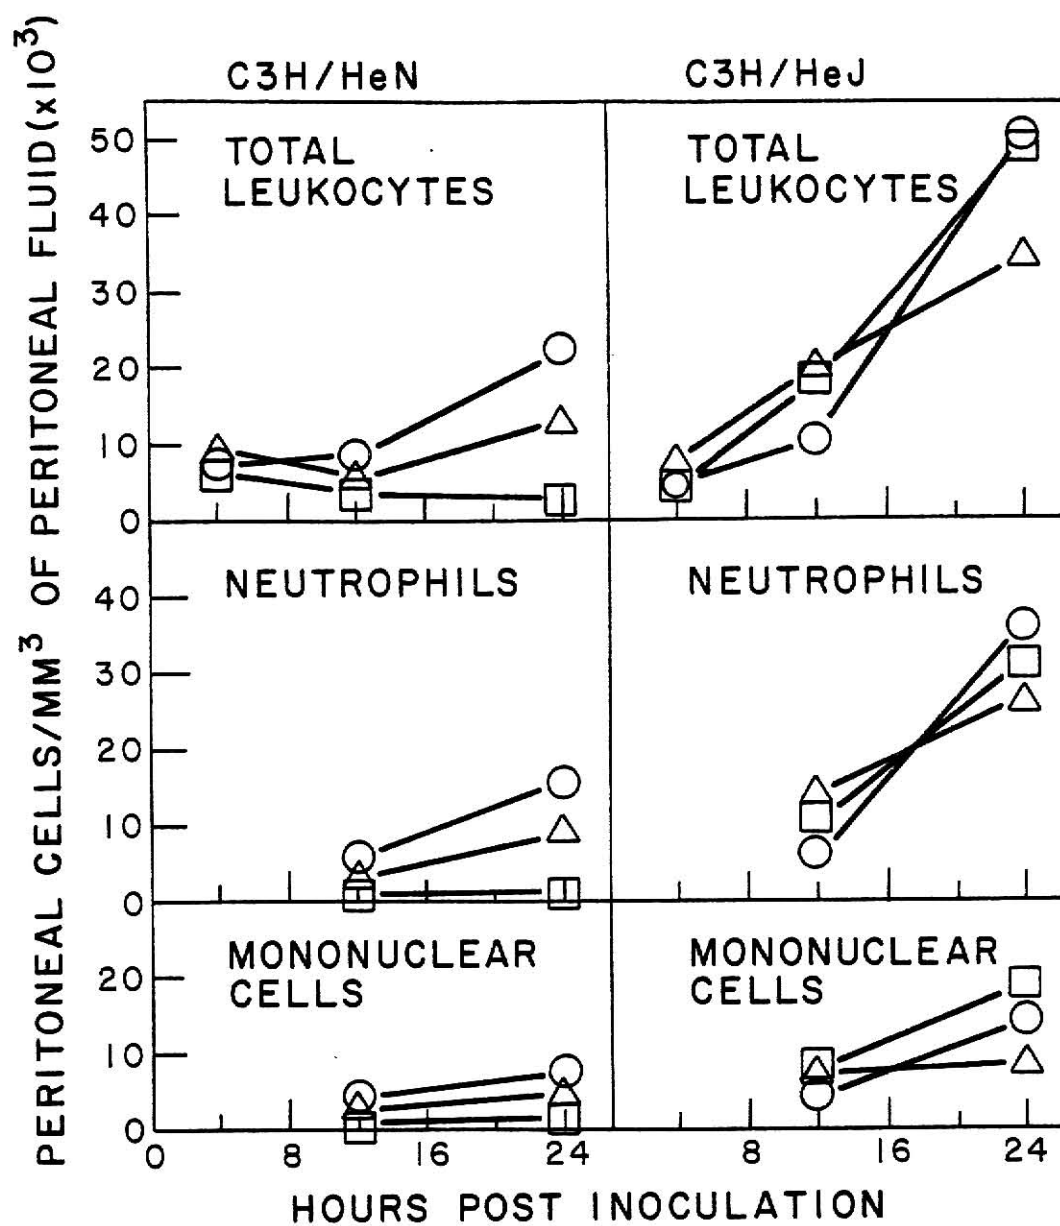 C3H/HeN
C3H/HeJ
PERITONEAL CELLS/MM³ OF PERITONEAL FLUID(x10³)
TOTAL
LEUKOCYTES
TOTAL
LEUKOCYTES
50
40
30
20
10
0
NEUTROPHILS
NEUTROPHILS
40
30
20
10
0
MONONUCLEAR
CELLS
MONONUCLEAR
CELLS
20
10
0
0 8 16 24 8 16 24
HOURS POST INOCULATION